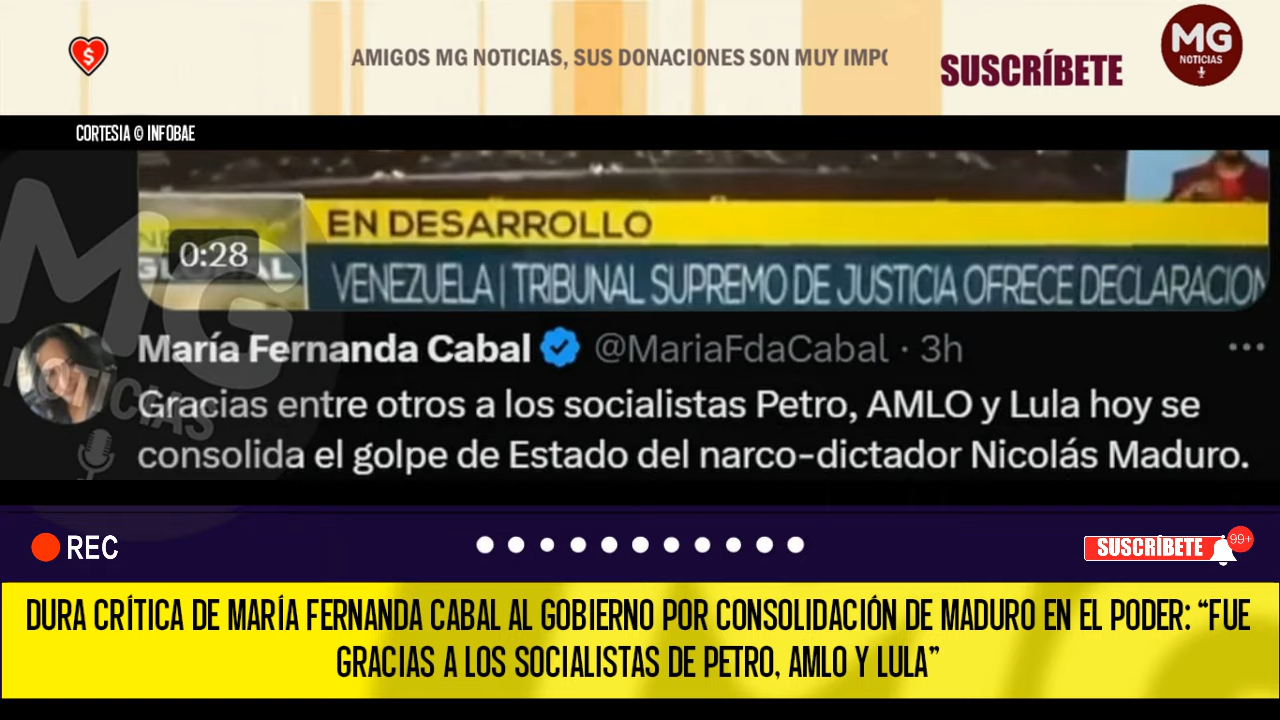 AMIGOS MG NOTICIAS, SUS DONACIONES SON MUY
SUSCRÍBETE
MG
NOTICIAS
CORTESIA © INFOBAE
EN DESARROLLO
0:28
VENEZUELA | TRIBUNAL SUPREMO DE JUSTICIA OFRECE DECLARACION
MG
NOTICIAS
María Fernanda Cabal @MariaFdaCabal · 3h
Gracias entre otros a los socialistas Petro, AMLO y Lula hoy se
consolida el golpe de Estado del narco-dictador Nicolás Maduro.
REC
SUSCRÍBETE
99+
DURA CRÍTICA DE MARÍA FERNANDA CABAL AL GOBIERNO POR CONSOLIDACIÓN DE MADURO EN EL PODER: “FUE
GRACIAS A LOS SOCIALISTAS DE PETRO, AMLO Y LULA”